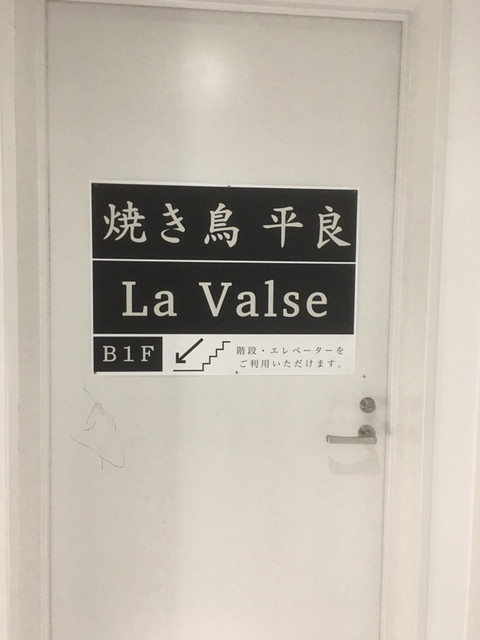 焼き鳥 平良
La Valse
B1F
階段・エレベーターを
ご利用いただけます。